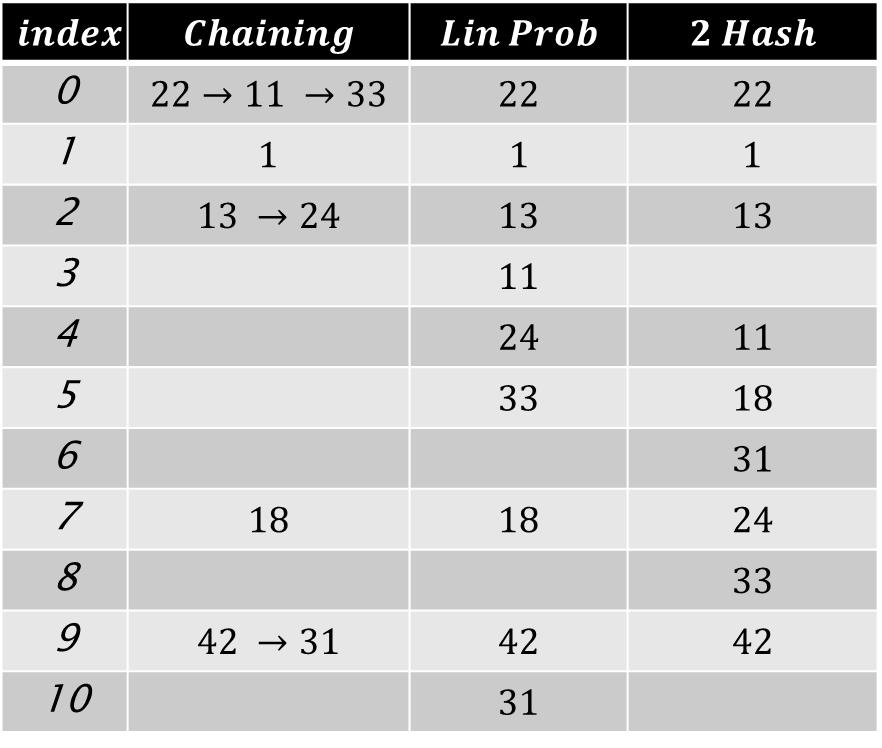 index Chaining Lin Prob 2 Hash
0 22 → 11 → 33 22 22
1 1 1 1
2 13 → 24 13 13
3 11
4 24 11
5 33 18
6 31
7 18 18 24
8 33
9 42 → 31 42 42
10 31